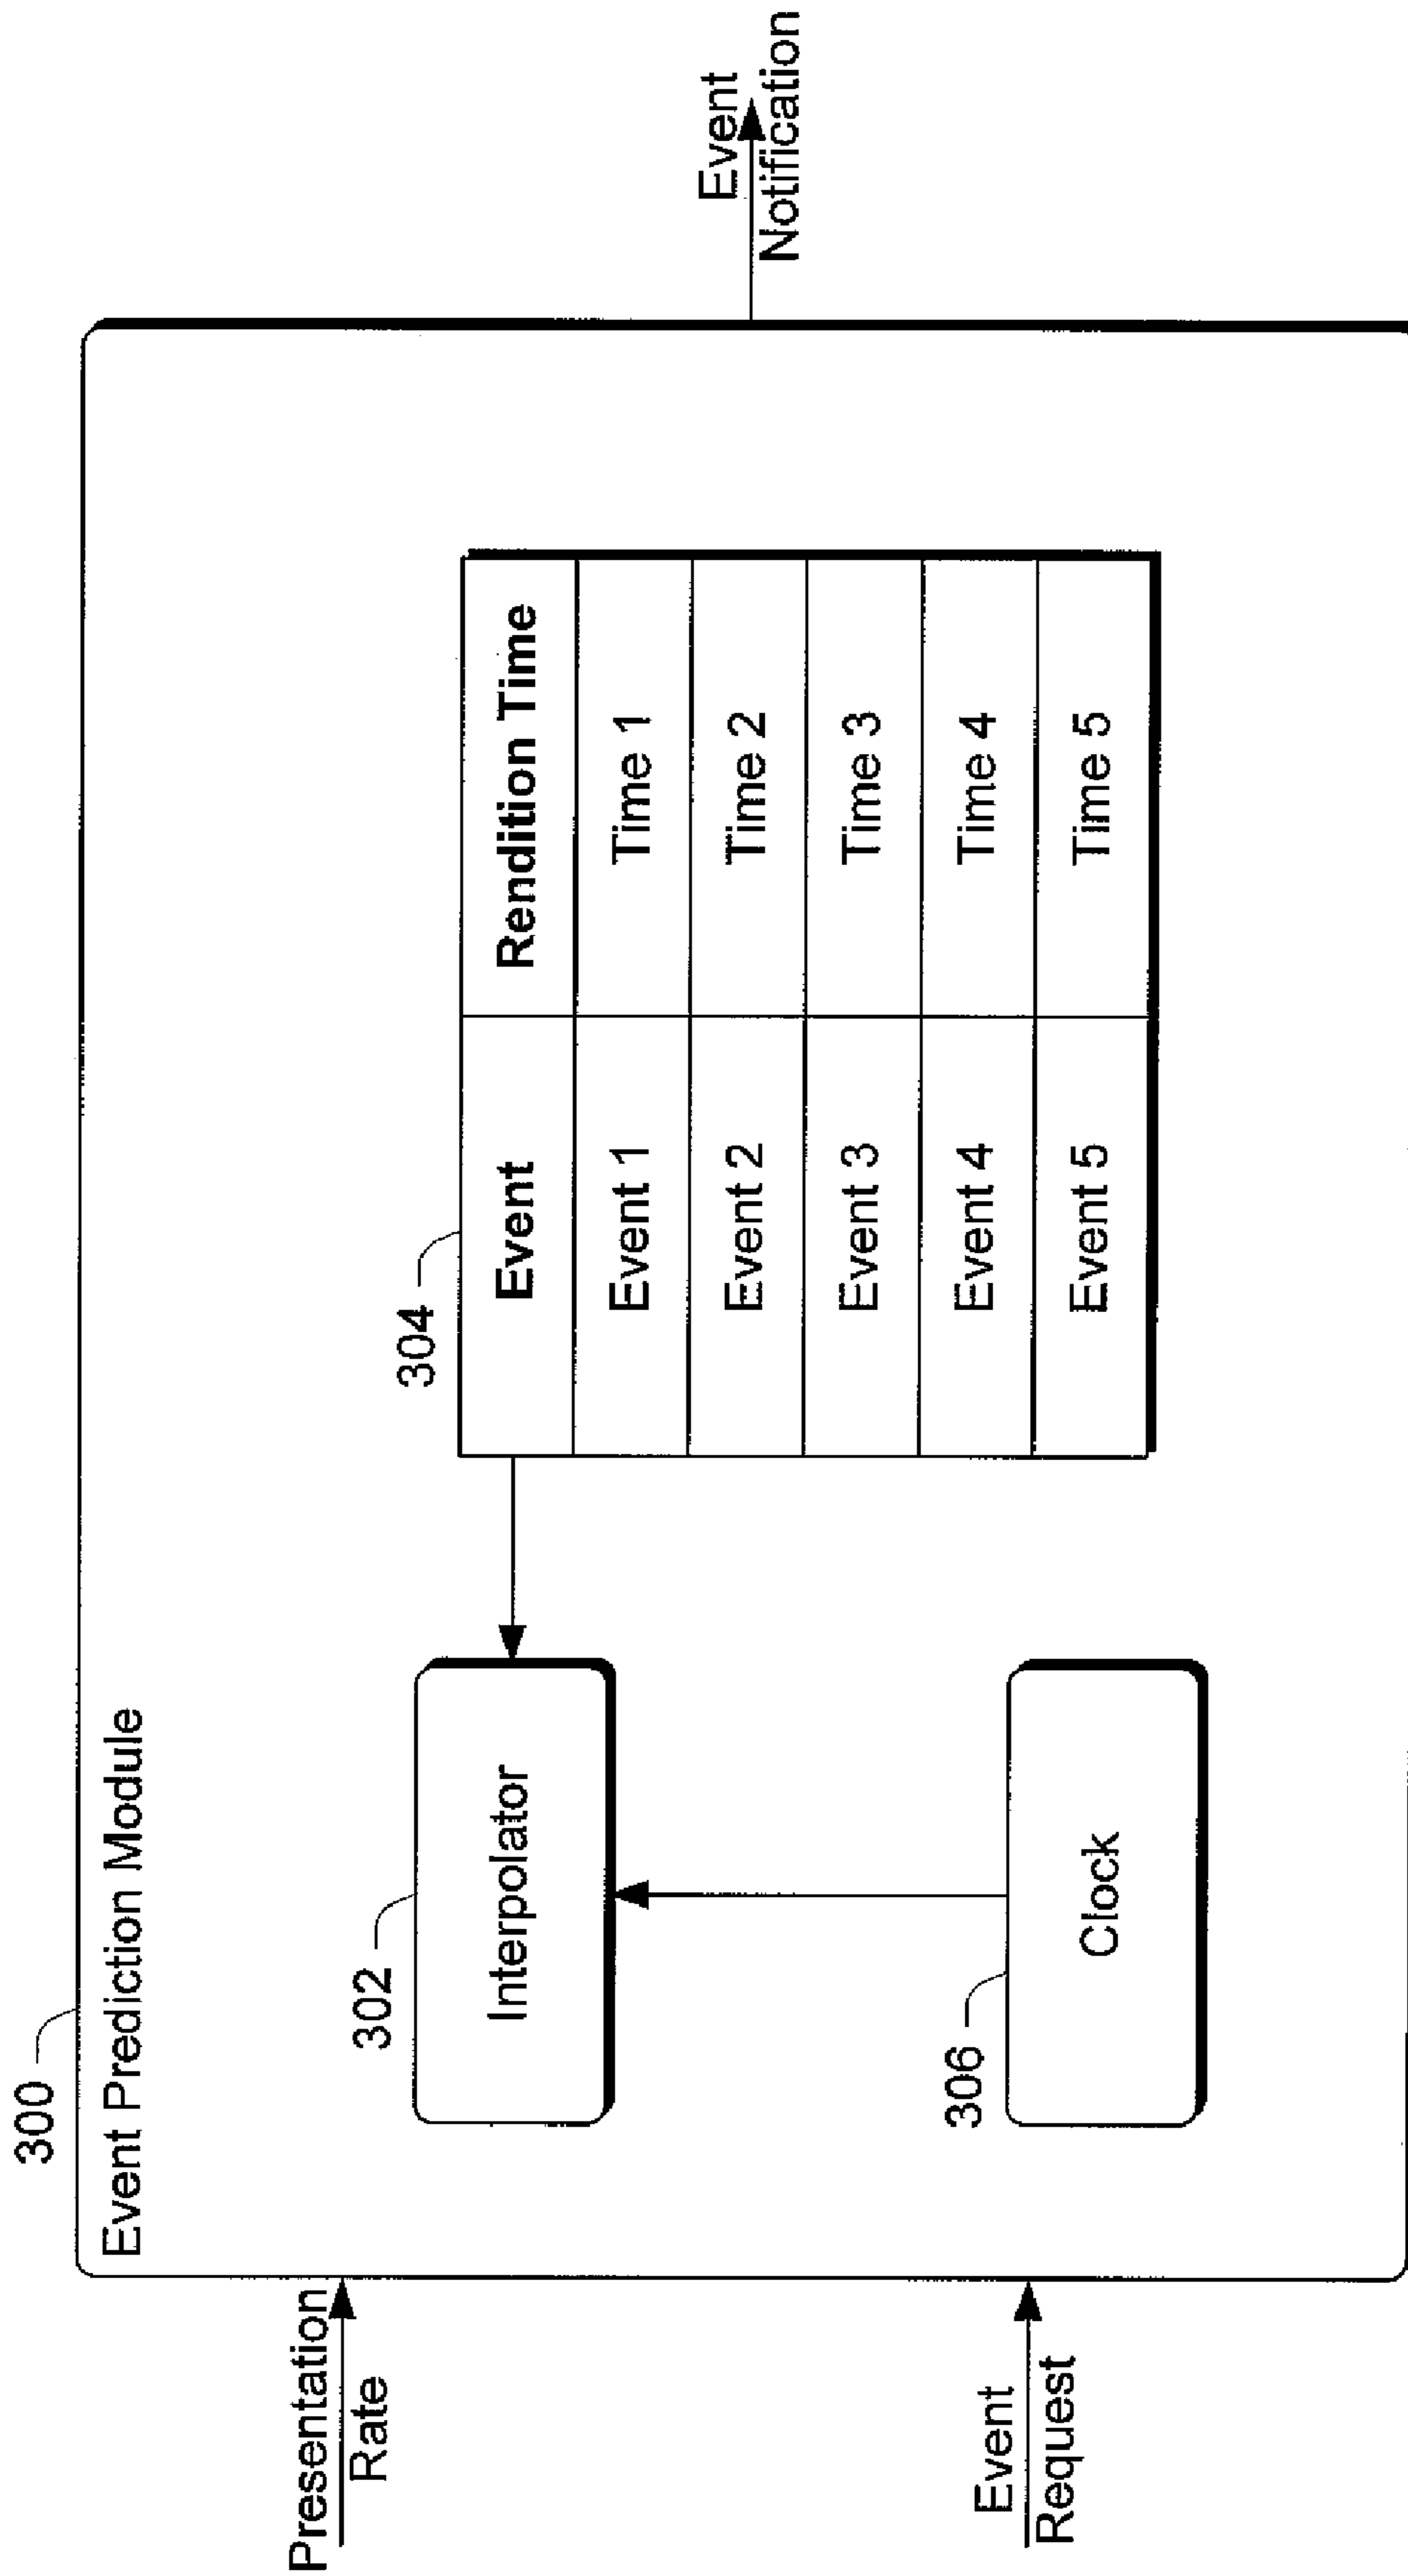 300
Event Prediction Module
Presentation
Rate
Event
Request
302
Interpolator
306
Clock
304
Event Rendition Time
Event 1 Time 1
Event 2 Time 2
Event 3 Time 3
Event 4 Time 4
Event 5 Time 5
Event
Notification